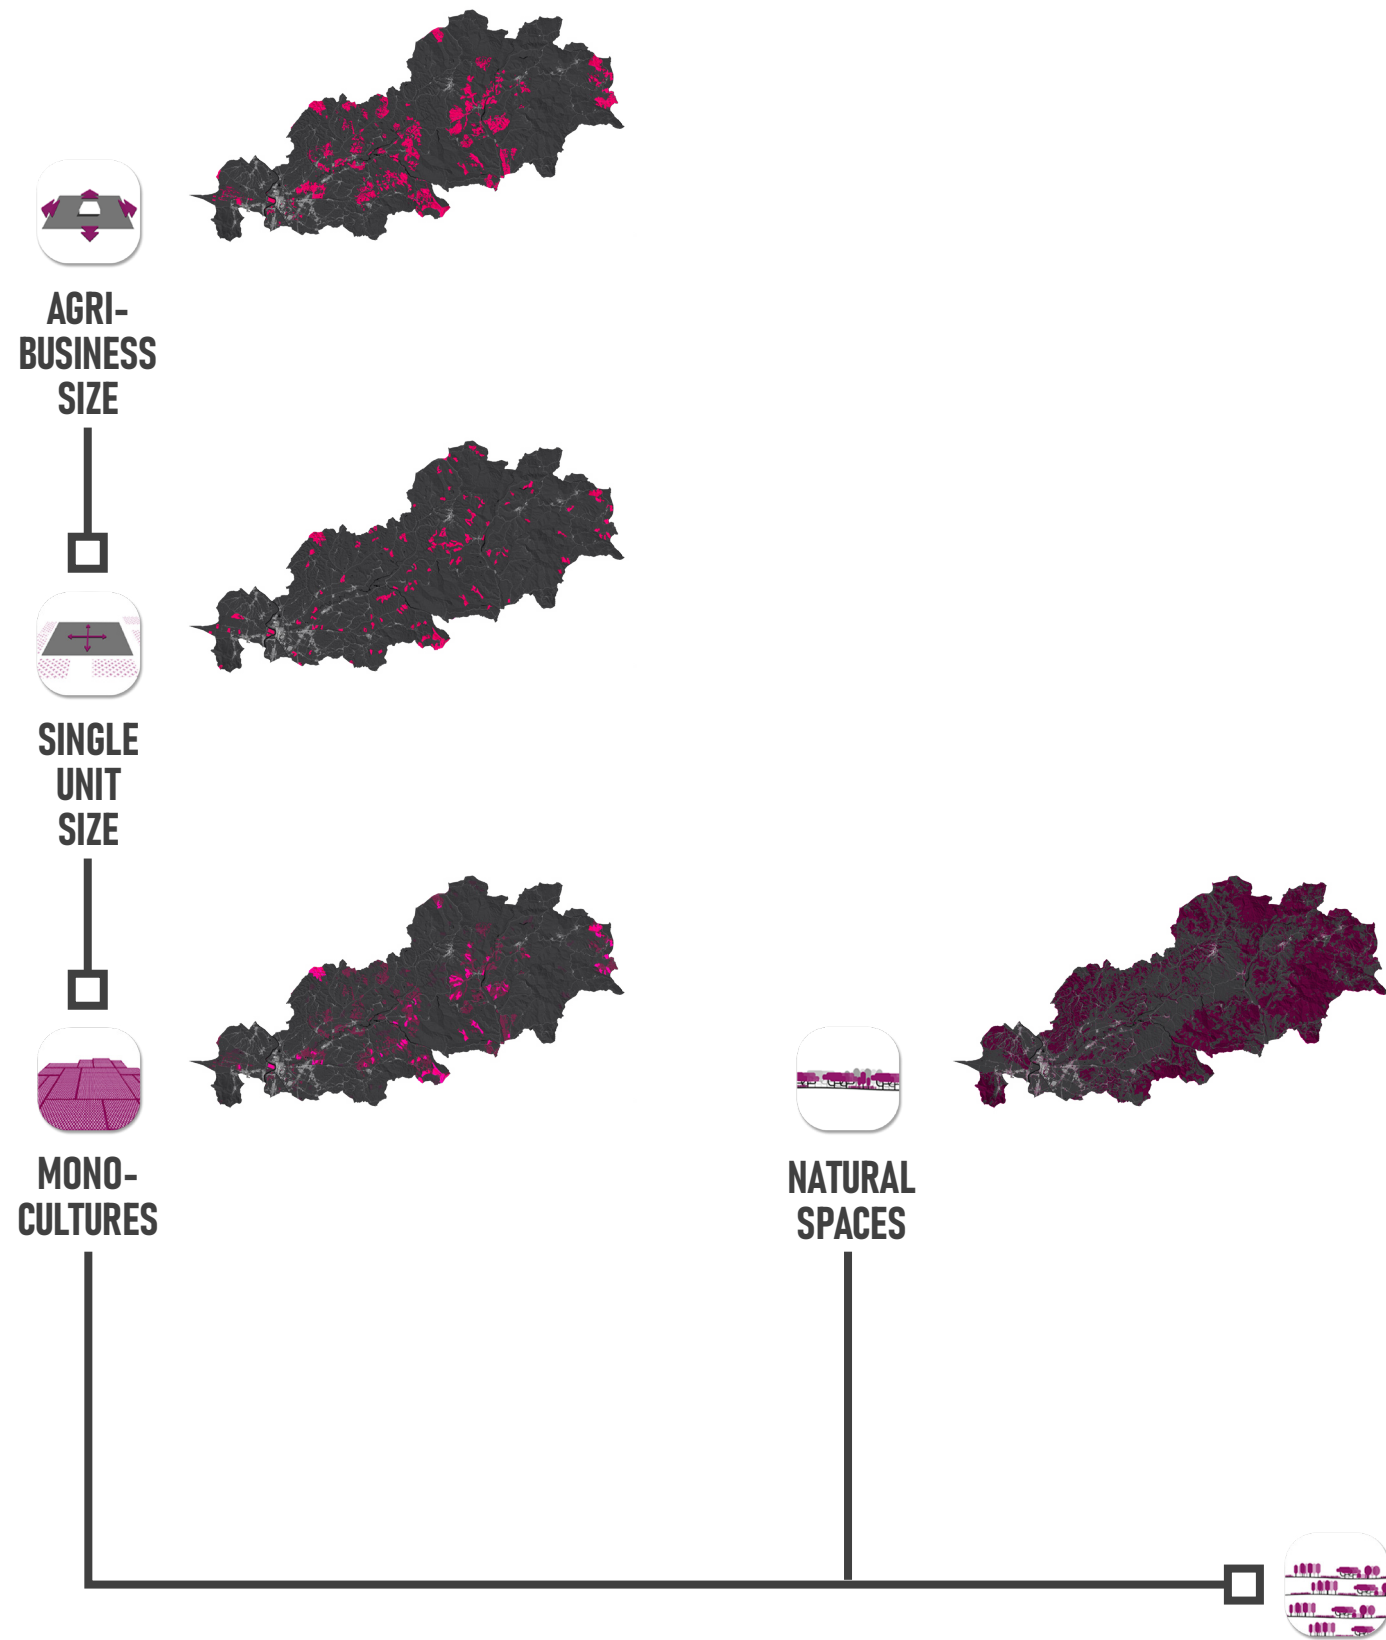 AGRI-
BUSINESS
SIZE
SINGLE
UNIT
SIZE
MONO-
CULTURES
NATURAL
SPACES